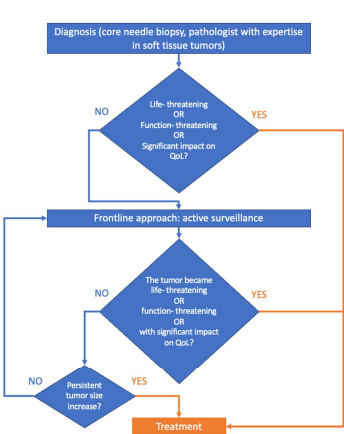 Diagnosis (core needle biopsy, pathologist with expertise
in soft tissue tumors)
NO
YES
Life- threatening
OR
Function- threatening
OR
Significant impact on
QoL?
Frontline approach: active surveillance
NO
YES
The tumor became
life- threatening
OR
function- threatening
OR
with significant impact
on QoL?
NO
YES
Persistent
tumor size
increase?
Treatment